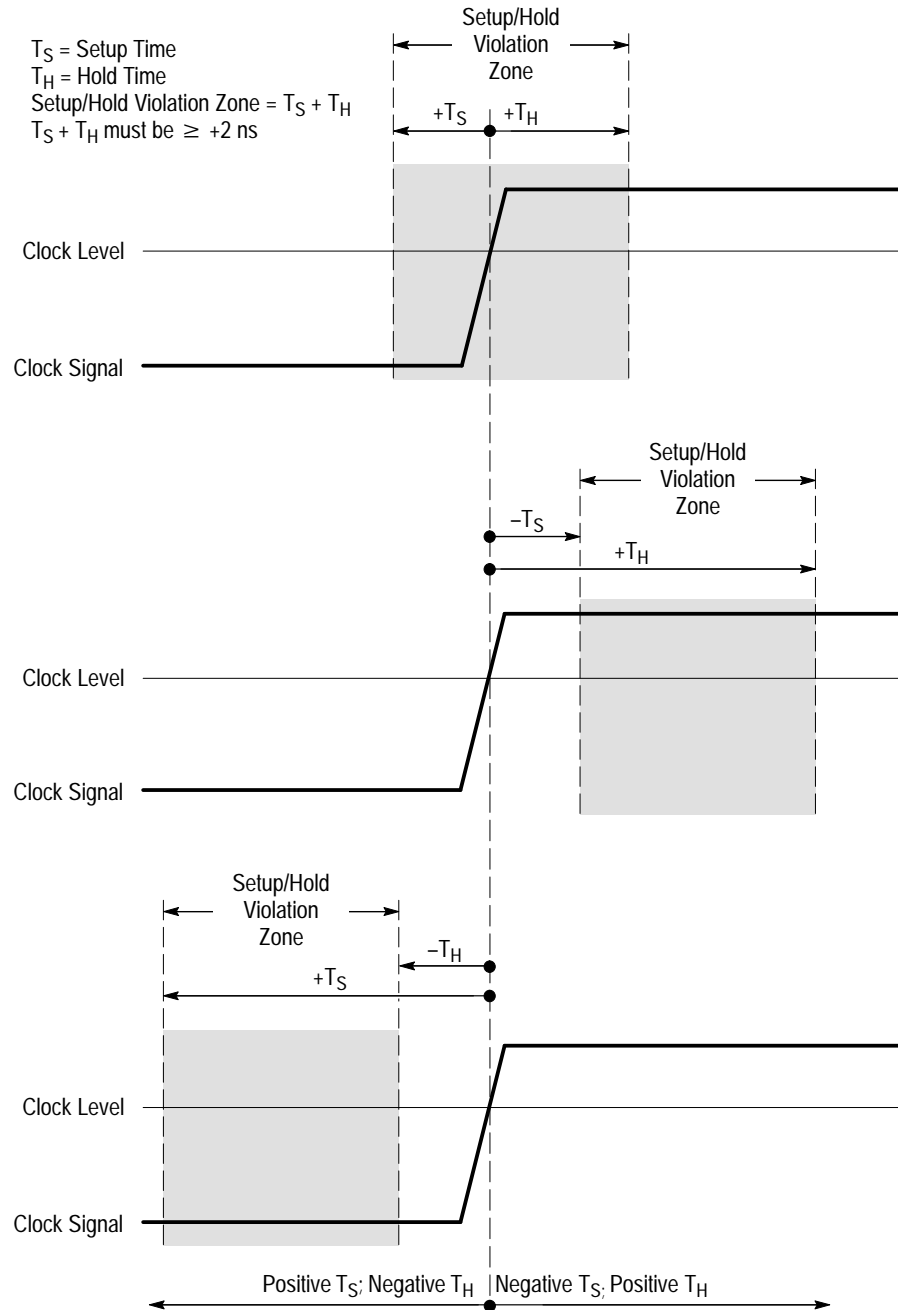 Setup/Hold
Violation
Zone
T_S = Setup Time
T_H = Hold Time
Setup/Hold Violation Zone = T_S + T_H
T_S + T_H must be ≥ +2 ns
+T_S
+T_H
Clock Level
Clock Signal
Setup/Hold
Violation
Zone
–T_S
+T_H
Clock Level
Clock Signal
Setup/Hold
Violation
Zone
–T_H
+T_S
Clock Level
Clock Signal
Positive T_S; Negative T_H
Negative T_S; Positive T_H